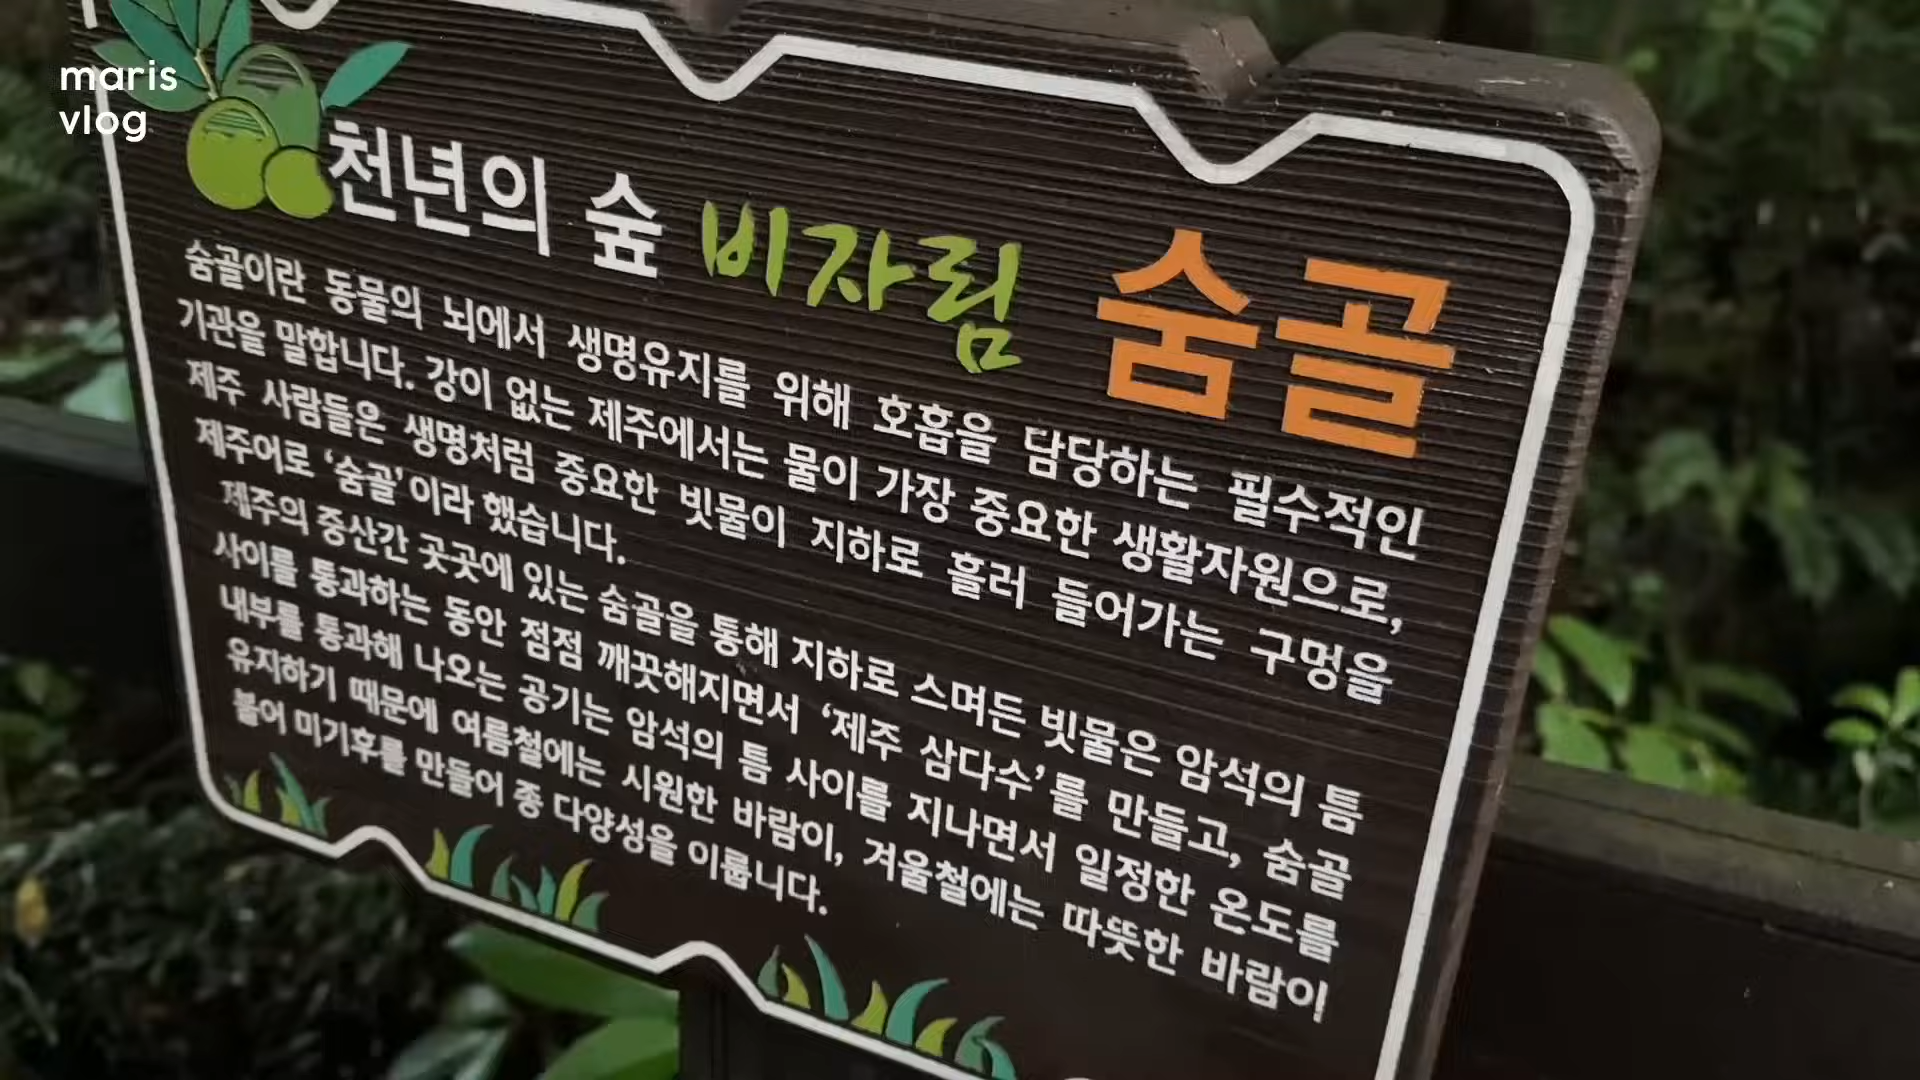 maris
vlog
천년의 숲 비자림 숨골
숨골이란 동물의 뇌에서 생명유지를 위해 호흡을 담당하는 필수적인
기관을 말합니다. 강이 없는 제주에서는 물이 가장 중요한 생활자원으로,
제주 사람들은 생명처럼 중요한 빗물이 지하로 흘러 들어가는 구멍을
제주어로 ‘숨골’이라 했습니다.
제주의 중산간 곳곳에 있는 숨골을 통해 지하로 스며든 빗물은 암석의 틈
사이를 통과하는 동안 점점 깨끗해지면서 ‘제주 삼다수’를 만들고, 숨골
내부를 통과해 나오는 공기는 암석의 틈 사이를 지나면서 일정한 온도를
유지하기 때문에 여름철에는 시원한 바람이, 겨울철에는 따뜻한 바람이
불어 미기후를 만들어 종 다양성을 이룹니다.